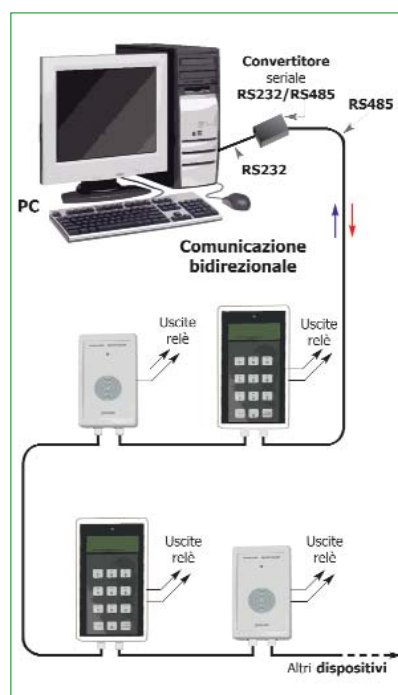 Convertitore
seriale
RS232/RS485
RS485
RS232
PC
Comunicazione
bidirezionale
Uscite
relè
Uscite
relè
Uscite
relè
Uscite
relè
Altri dispositivi